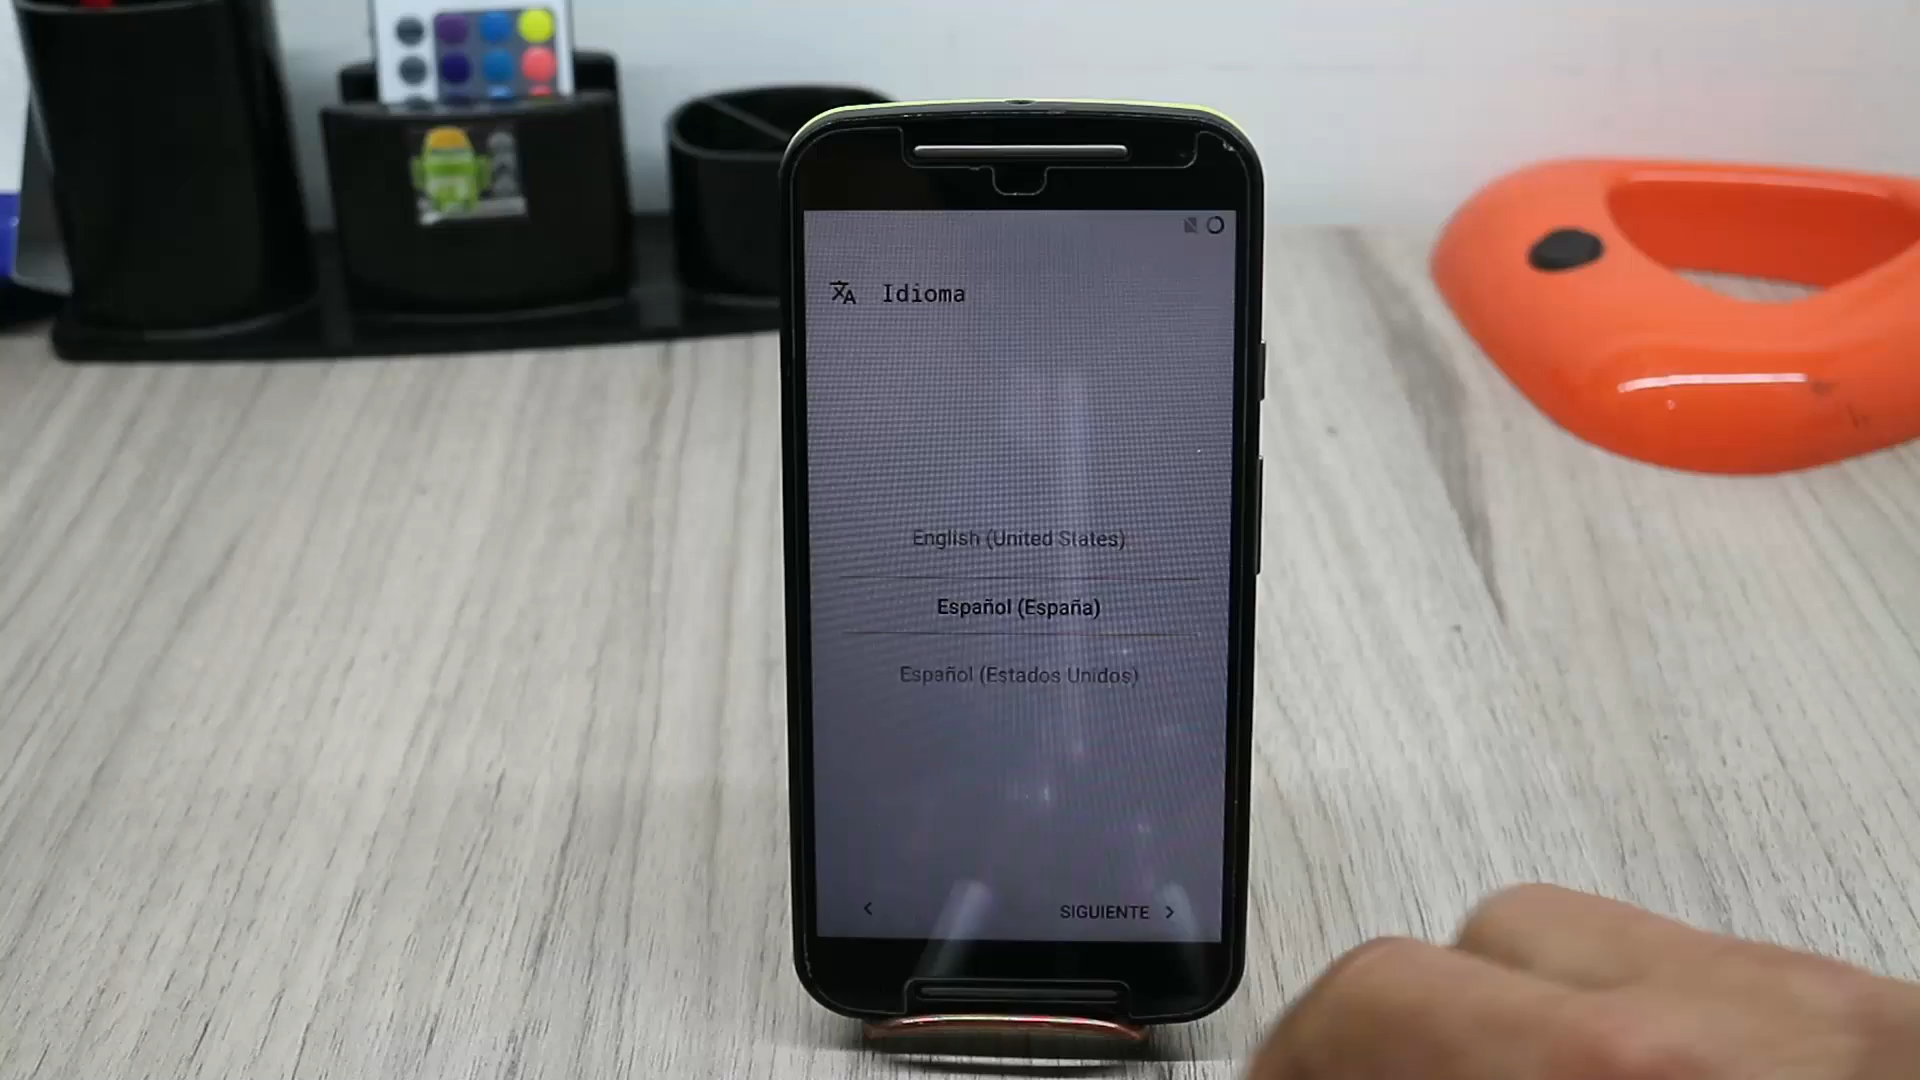 Idioma
English (United States)
Español (España)
Español (Estados Unidos)
SIGUIENTE